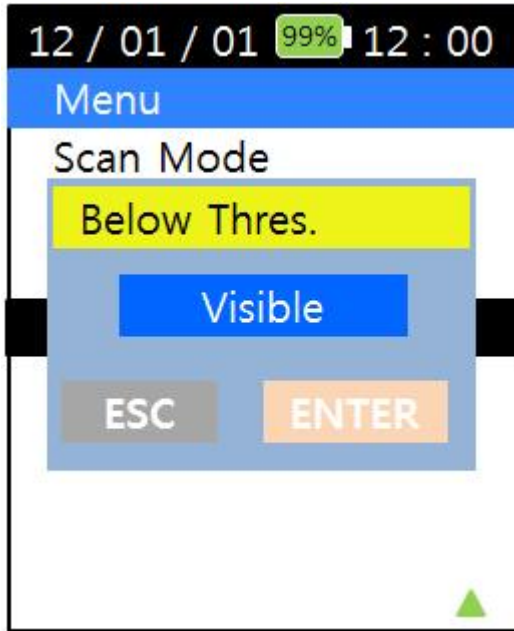 12 / 01 / 01 99% 12 : 00
Menu
Scan Mode
Below Thres.
Visible
ESC ENTER